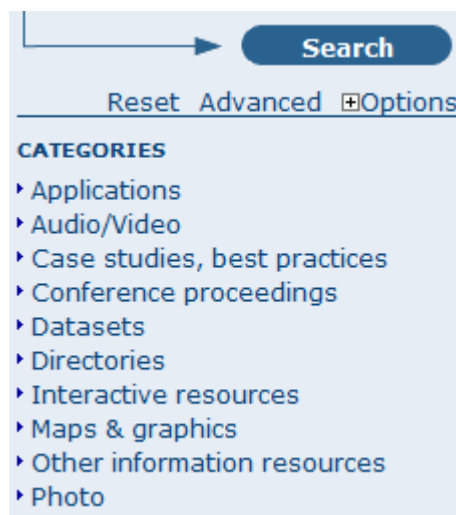 Search
Reset Advanced Options
CATEGORIES
Applications
Audio/Video
Case studies, best practices
Conference proceedings
Datasets
Directories
Interactive resources
Maps & graphics
Other information resources
Photo